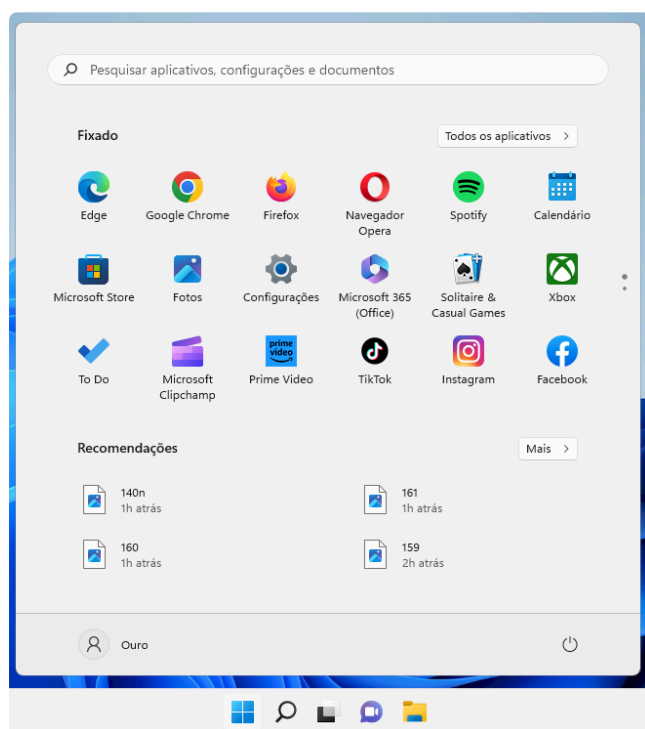 Pesquisar aplicativos, configurações e documentos
Fixado
Todos os aplicativos
Edge
Google Chrome
Firefox
Navegador
Opera
Spotify
Calendário
Microsoft Store
Fotos
Configurações
Microsoft 365
(Office)
Solitaire &
Casual Games
Xbox
prime
video
To Do
Microsoft
Clipchamp
Prime Video
TikTok
Instagram
Facebook
Recomendações
Mais
140n
1h atrás
161
1h atrás
160
1h atrás
159
2h atrás
Ouro